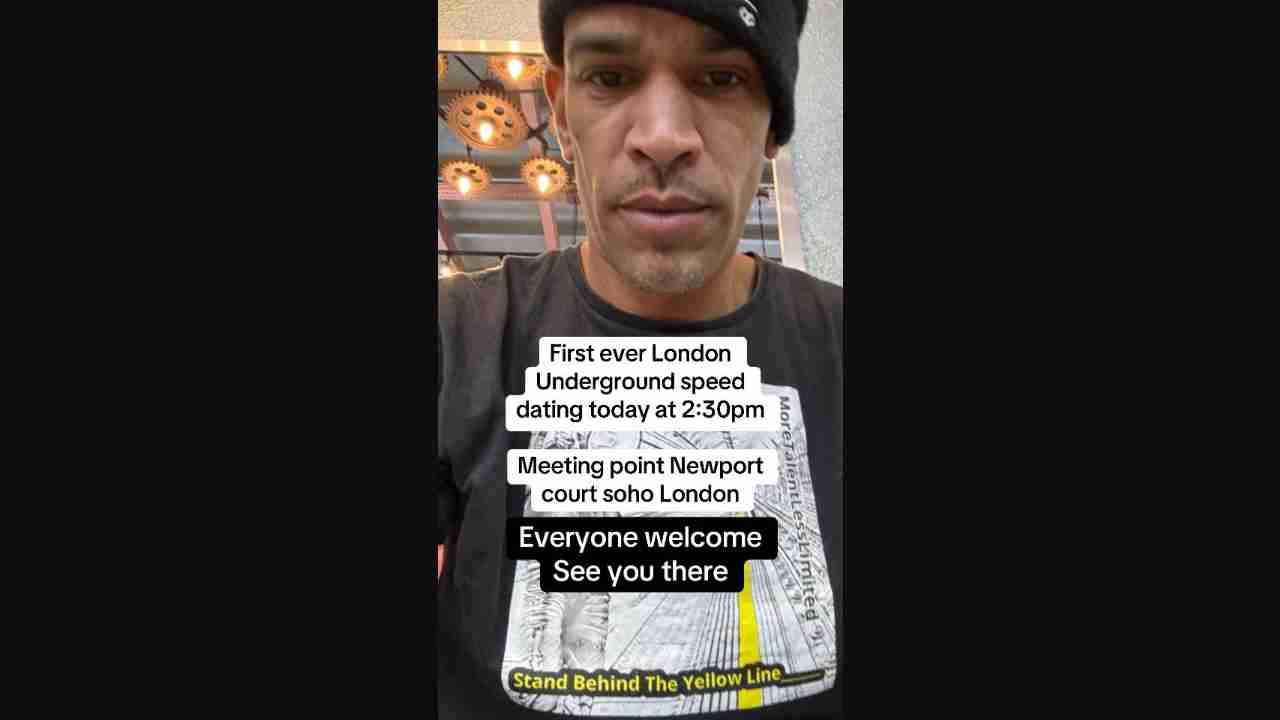 First ever London
Underground speed
dating today at 2:30pm
Meeting point Newport
court soho London
Everyone welcome
See you there
MoreTalentLessLimited
Stand Behind The Yellow Line____